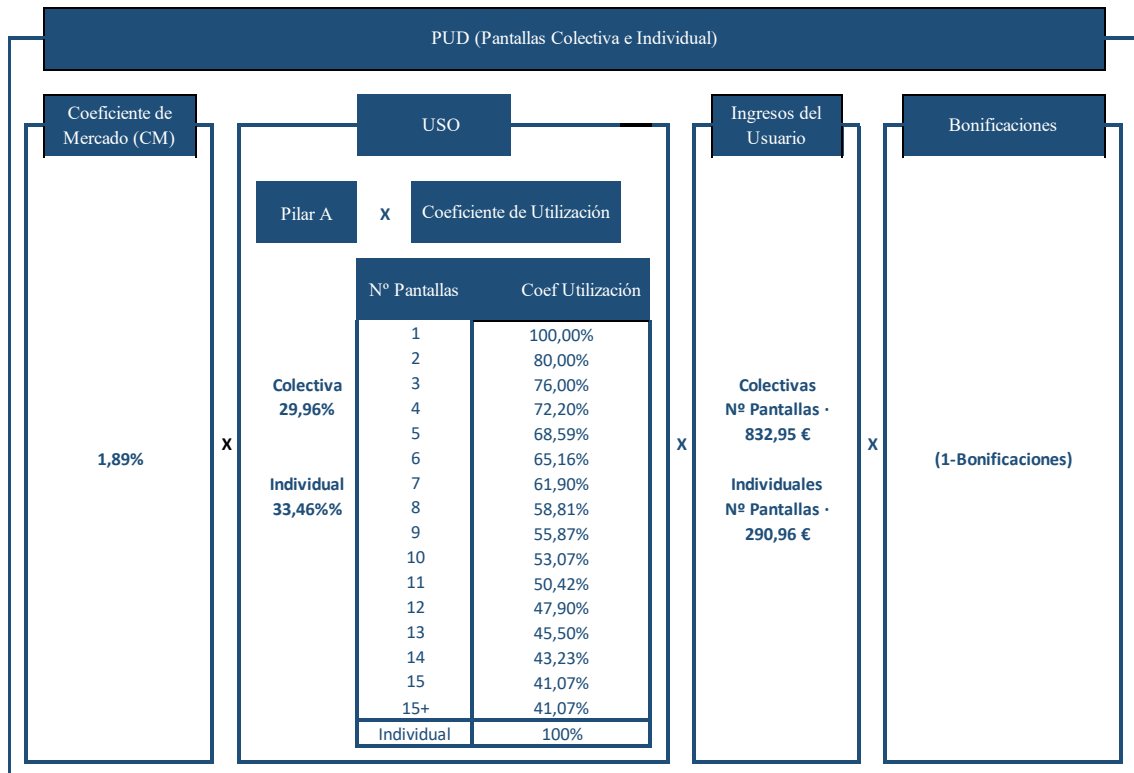 PUD (Pantallas Colectiva e Individual)
Coeficiente de
Mercado (CM)
USO
Ingresos del
Usuario
Bonificaciones
Pilar A
X
Coeficiente de Utilización
Nº Pantallas
Coef Utilización
1 100,00%
2 80,00%
3 76,00%
4 72,20%
5 68,59%
6 65,16%
7 61,90%
8 58,81%
9 55,87%
10 53,07%
11 50,42%
12 47,90%
13 45,50%
14 43,23%
15 41,07%
15+ 41,07%
Individual 100%
Colectiva
29,96%
Individual
33,46%%
1,89%
X
X
Colectivas
Nº Pantallas ·
832,95 €
Individuales
Nº Pantallas ·
290,96 €
X
(1-Bonificaciones)